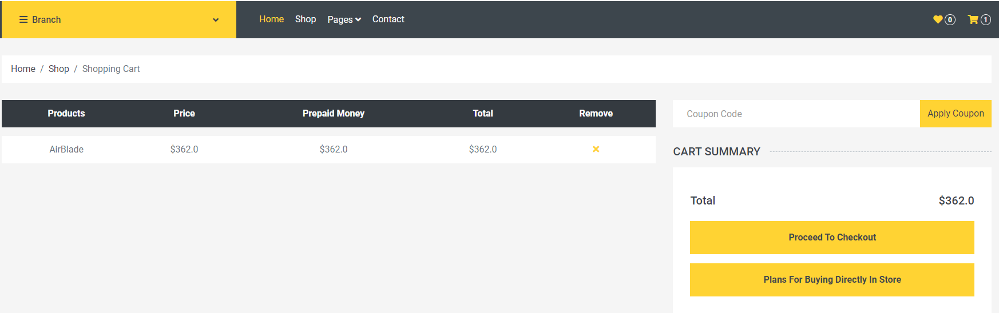 Branch Home Shop Pages Contact 0 1
Home / Shop / Shopping Cart
Products Price Prepaid Money Total Remove
AirBlade $362.0 $362.0 $362.0
Coupon Code Apply Coupon
CART SUMMARY
Total $362.0
Proceed To Checkout
Plans For Buying Directly In Store